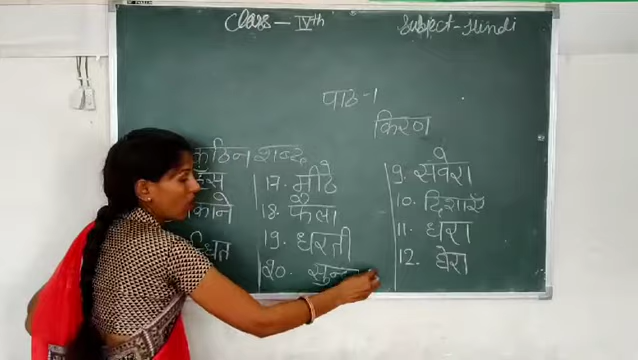 Class - IVth
Subject - Hindi
पाठ - 1
किरण
कठिन शब्द
17. मीठे
18. फैला
19. धरती
20.
9. सवेरा
10. दिशाएँ
11. धरा
12. घेरा